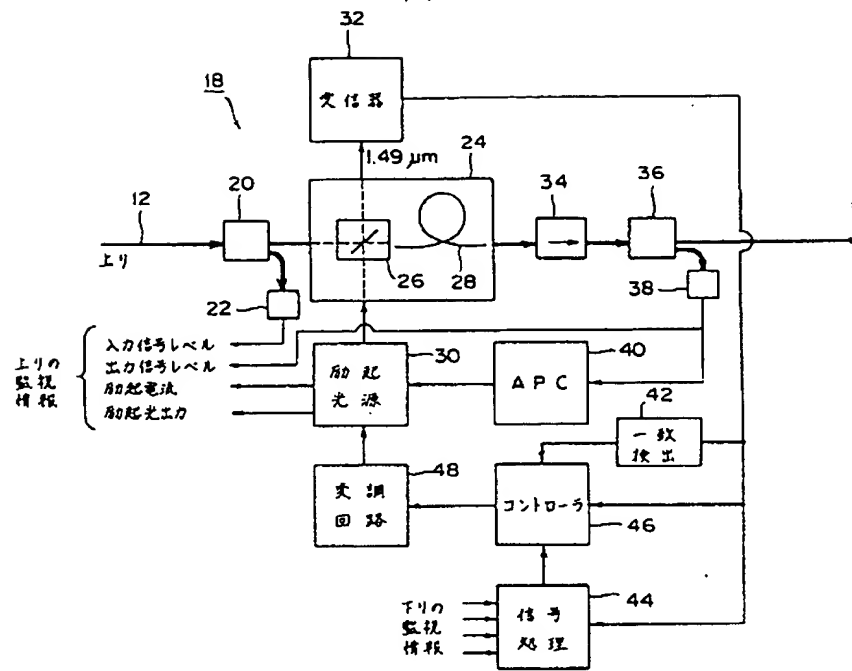 32
18
受信器
1.49 μm
24
34
36
12
20
上り
26
28
22
38
入力信号レベル
出力信号レベル
励起電流
励起光出力
上りの
監視
情報
30
励起
光源
40
APC
42
一致
検出
48
変調
回路
コントローラ
46
44
下りの
監視
情報
信号
処理